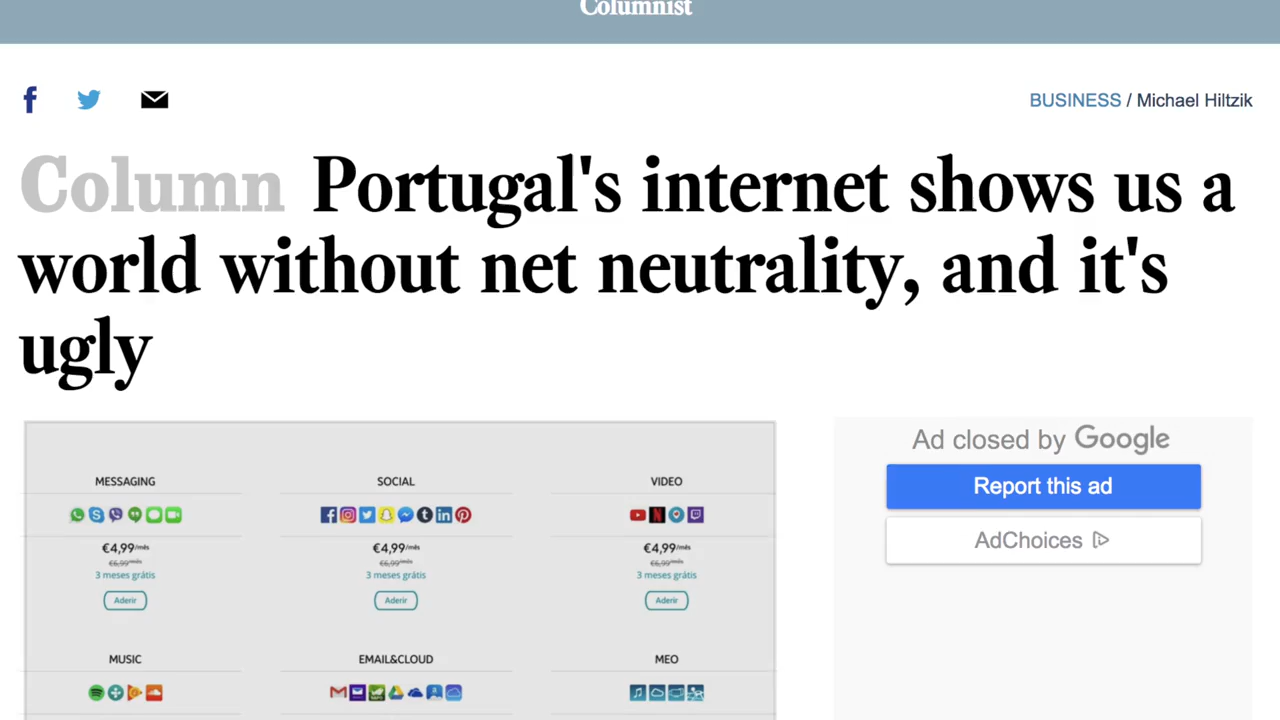 Columnist
BUSINESS / Michael Hiltzik
Column Portugal's internet shows us a
world without net neutrality, and it's
ugly
Ad closed by Google
Report this ad
AdChoices
MESSAGING SOCIAL VIDEO
€4,99/mês €4,99/mês €4,99/mês
€6,99/mês €6,99/mês €6,99/mês
3 meses grátis 3 meses grátis 3 meses grátis
Aderir Aderir Aderir
MUSIC EMAIL&CLOUD MEO